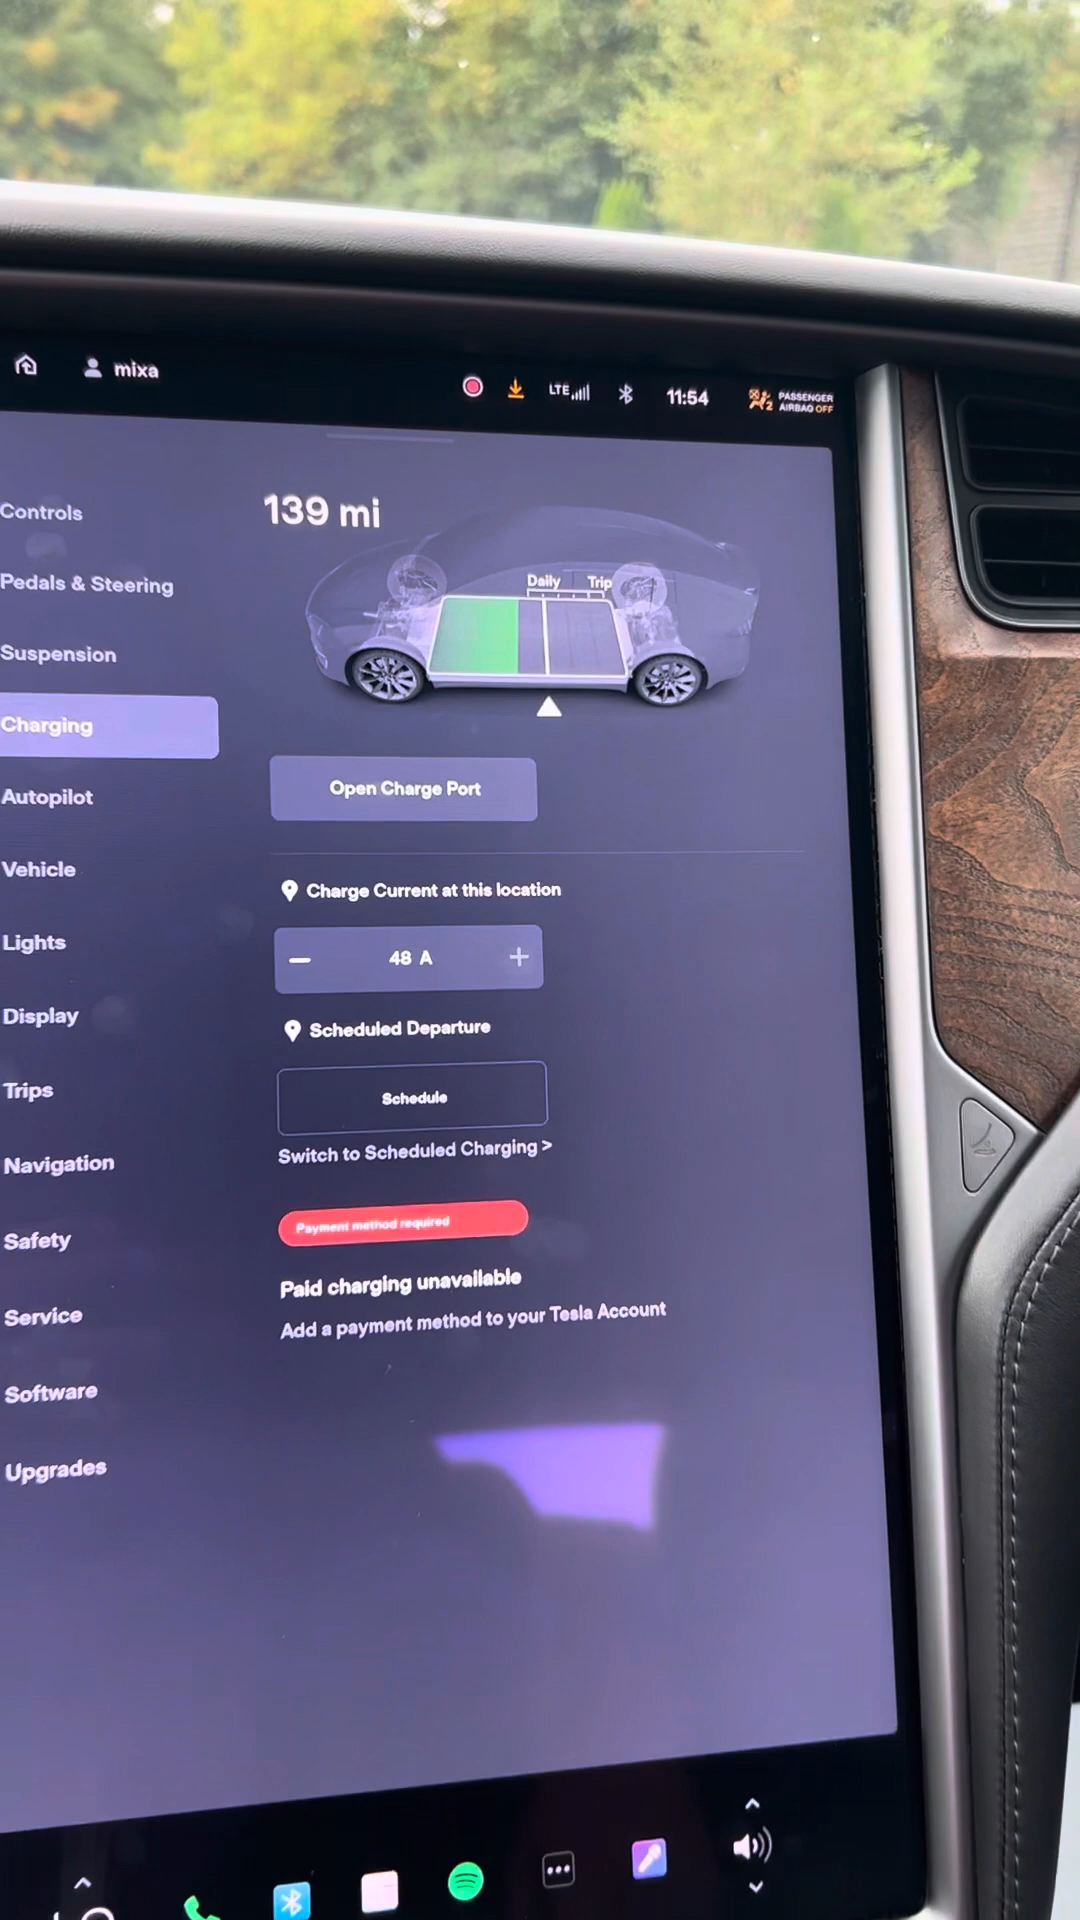 mixa
LTE
11:54
2
PASSENGER
AIRBAG OFF
139 mi
Daily
Trip
Controls
Pedals & Steering
Suspension
Charging
Autopilot
Vehicle
Lights
Display
Trips
Navigation
Safety
Service
Software
Upgrades
Open Charge Port
Charge Current at this location
48 A
Scheduled Departure
Schedule
Switch to Scheduled Charging >
Payment method required
Paid charging unavailable
Add a payment method to your Tesla Account